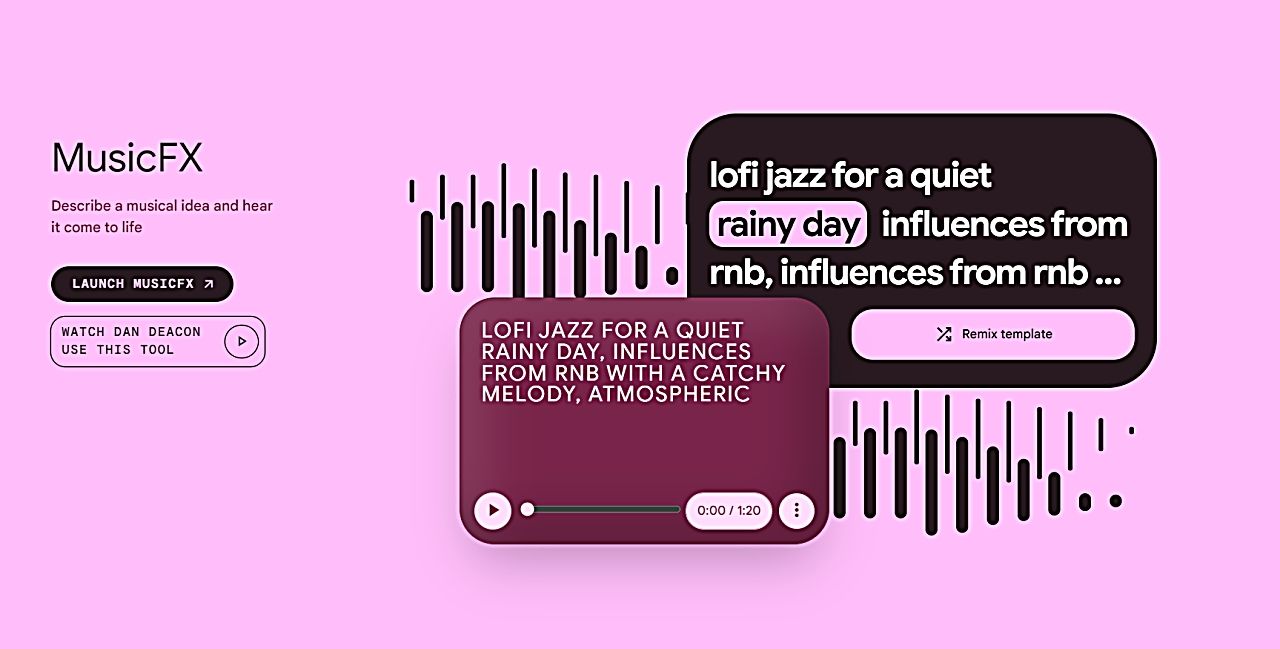 MusicFX
Describe a musical idea and hear
it come to life
LAUNCH MUSICFX
WATCH DAN DEACON
USE THIS TOOL
lofi jazz for a quiet
rainy day influences from
rnb, influences from rnb ...
Remix template
LOFI JAZZ FOR A QUIET
RAINY DAY, INFLUENCES
FROM RNB WITH A CATCHY
MELODY, ATMOSPHERIC
0:00 / 1:20